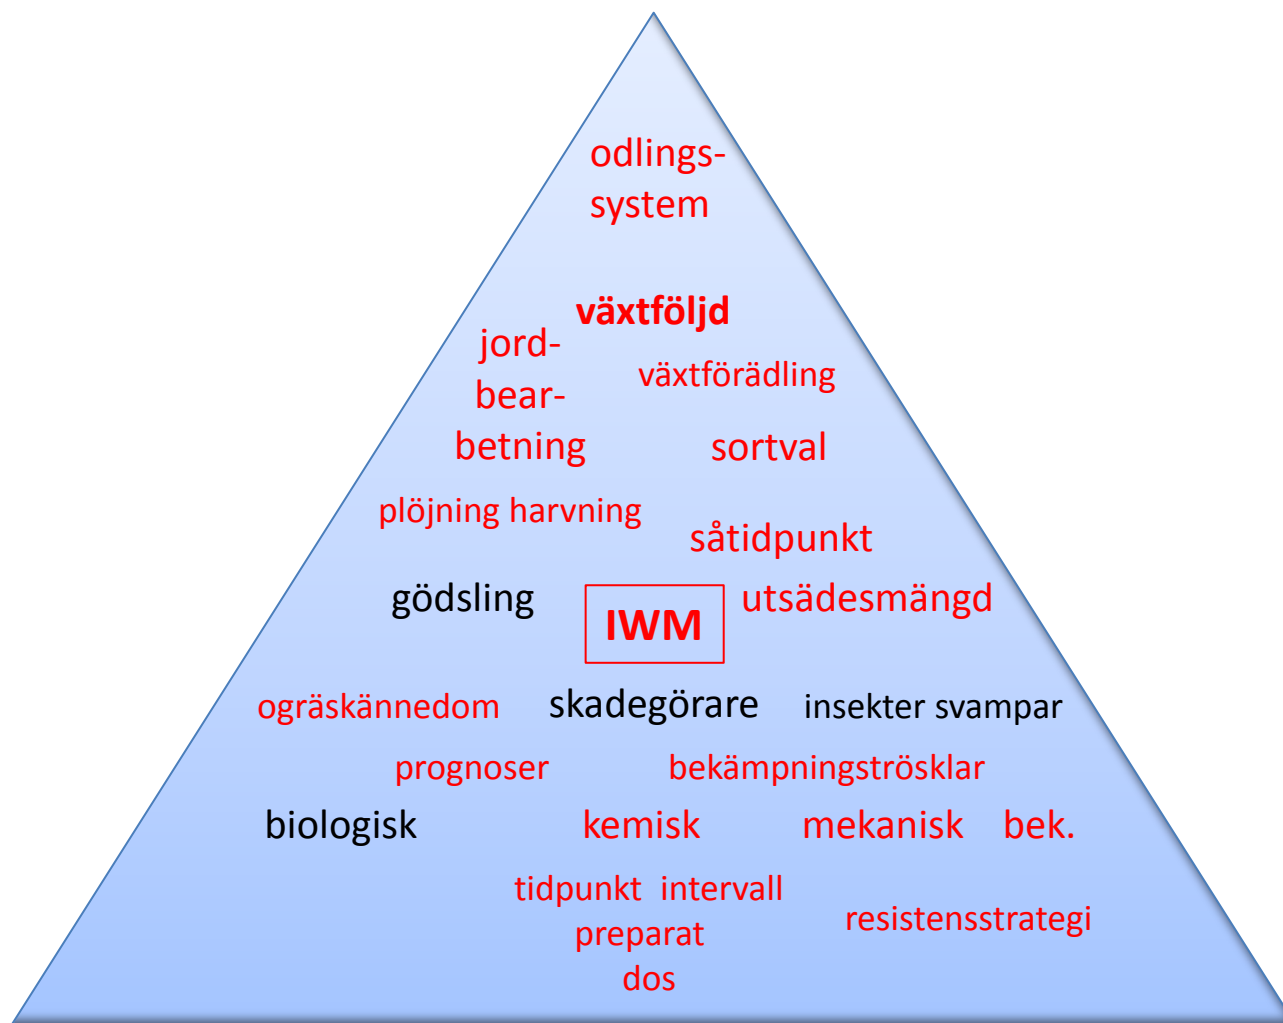 odlings-
system
växtföljd
jord-
bear-
betning
växtförädling
sortval
plöjning harvning
såtidpunkt
gödsling
IWM
utsädesmängd
ogräskännedom skadegörare insekter svampar
prognoser bekämpningströsklar
biologisk kemisk mekanisk bek.
tidpunkt intervall
preparat
dos
resistensstrategi